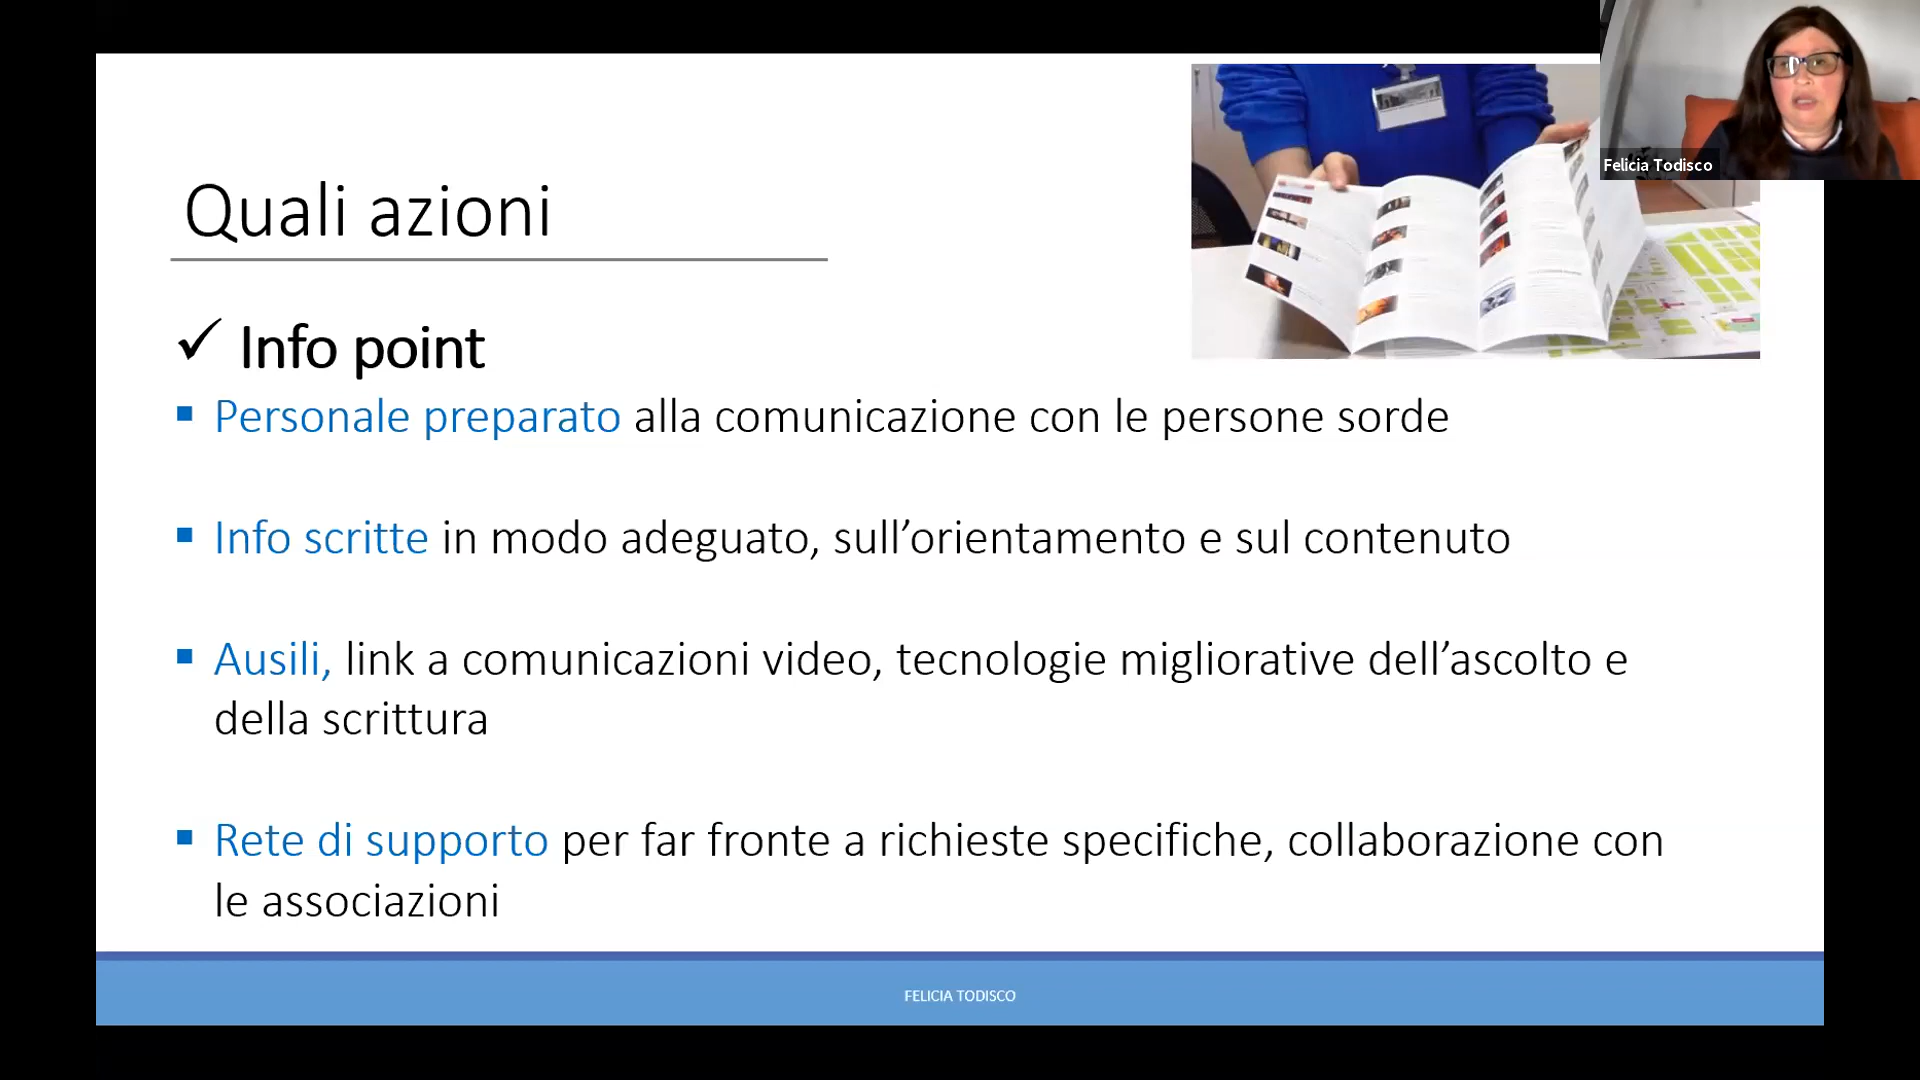 Quali azioni
Felicia Todisco
✓ Info point
▪ Personale preparato alla comunicazione con le persone sorde
▪ Info scritte in modo adeguato, sull’orientamento e sul contenuto
▪ Ausili, link a comunicazioni video, tecnologie migliorative dell’ascolto e
della scrittura
▪ Rete di supporto per far fronte a richieste specifiche, collaborazione con
le associazioni
FELICIA TODISCO